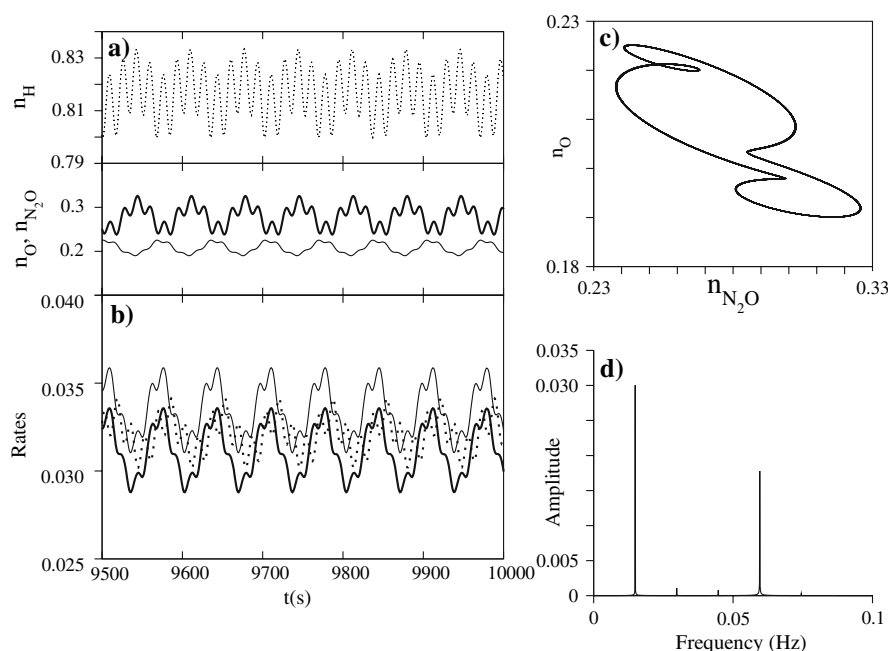 a)
0.83
0.81
0.79
n_H
0.3
0.2
n_O, n_N₂O
0.040
b)
0.035
0.030
0.025
Rates
9500 9600 9700 9800 9900 10000
t(s)
c)
0.23
n_O
0.18
0.23 0.33
n_N₂O
d)
0.035
0.030
Amplitude
0.005
0
0 0.05 0.1
Frequency (Hz)